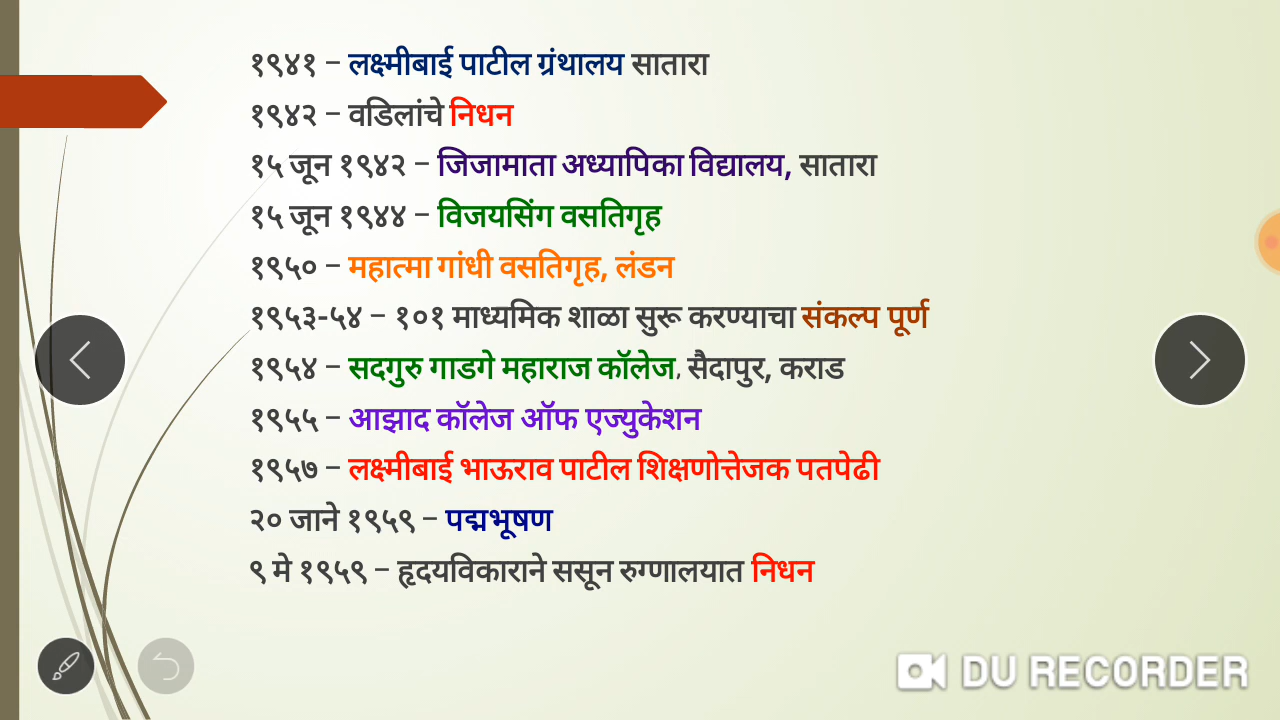 १९४१ – लक्ष्मीबाई पाटील ग्रंथालय सातारा
१९४२ – वडिलांचे निधन
१५ जून १९४२ – जिजामाता अध्यापिका विद्यालय, सातारा
१५ जून १९४४ – विजयसिंग वसतिगृह
१९५० – महात्मा गांधी वसतिगृह, लंडन
१९५३-५४ – १०१ माध्यमिक शाळा सुरू करण्याचा संकल्प पूर्ण
१९५४ – सदगुरु गाडगे महाराज कॉलेज, सैदापुर, कराड
१९५५ – आझाद कॉलेज ऑफ एज्युकेशन
१९५७ – लक्ष्मीबाई भाऊराव पाटील शिक्षणोत्तेजक पतपेढी
२० जाने १९५९ – पद्मभूषण
९ मे १९५९ – हृदयविकाराने ससून रुग्णालयात निधन
DU RECORDER